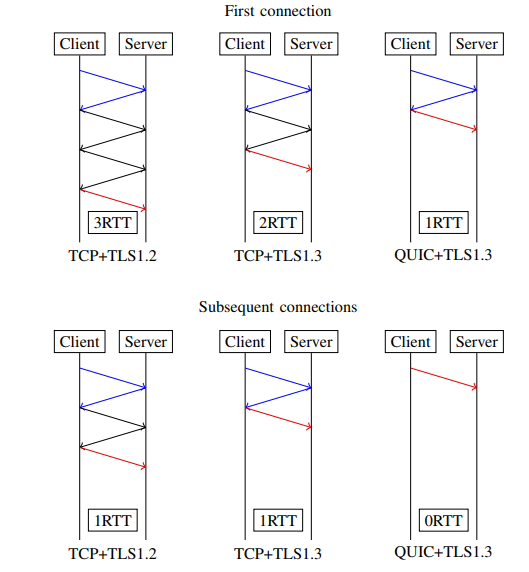 First connection
Client Server Client Server Client Server
3RTT 2RTT 1RTT
TCP+TLS1.2 TCP+TLS1.3 QUIC+TLS1.3
Subsequent connections
Client Server Client Server Client Server
1RTT 1RTT 0RTT
TCP+TLS1.2 TCP+TLS1.3 QUIC+TLS1.3